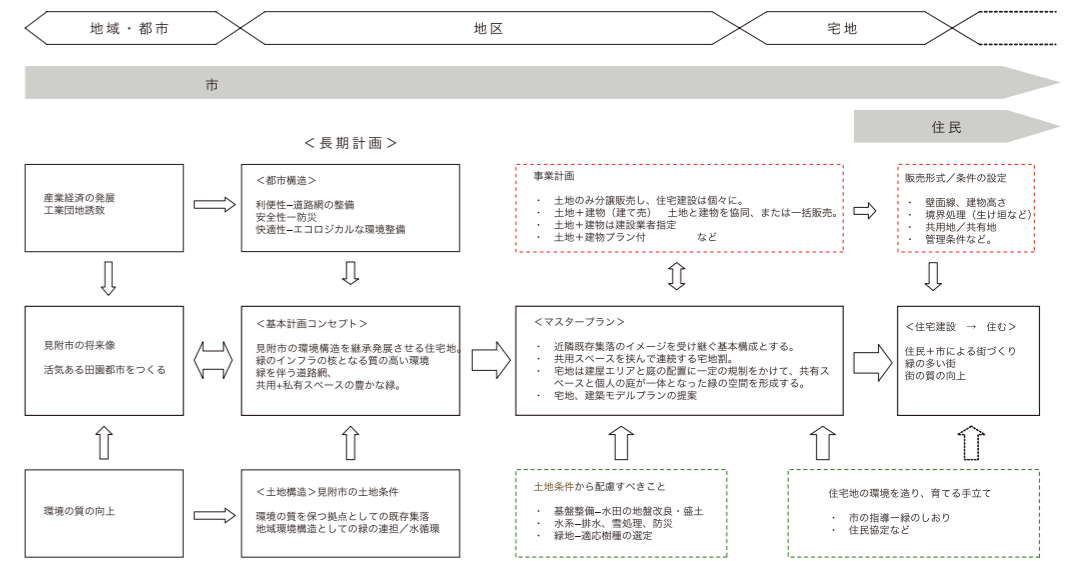 地域・都市
地区
宅地
市
住民
＜長期計画＞
産業経済の発展
工業団地誘致
＜都市構造＞
利便性–道路網の整備
安全性ー防災
快適性–エコロジカルな環境整備
事業計画
・ 土地のみ分譲販売し、住宅建設は個々に。
・ 土地＋建物（建て売） 土地と建物を協同、または一括販売。
・ 土地＋建物は建設業者指定
・ 土地＋建物プラン付 など
販売形式／条件の設定
・ 壁面線、建物高さ
・ 境界処理（生け垣など）
・ 共用地／共有地
・ 管理条件など。
見附市の将来像
活気ある田園都市をつくる
＜基本計画コンセプト＞
見附市の環境構造を継承発展させる住宅地。
緑のインフラの核となる質の高い環境
緑を伴う道路網、
共用+私有スペースの豊かな緑。
＜マスタープラン＞
・ 近隣既存集落のイメージを受け継ぐ基本構成とする。
・ 共用スペースを挟んで連続する宅地割。
・ 宅地は建屋エリアと庭の配置に一定の規制をかけて、共有ス
ペースと個人の庭が一体となった緑の空間を形成する。
・ 宅地、建築モデルプランの提案
＜住宅建設 → 住む＞
住民＋市による街づくり
緑の多い街
街の質の向上
環境の質の向上
＜土地構造＞見附市の土地条件
環境の質を保つ拠点としての既存集落
地域環境構造としての緑の連担／水循環
土地条件から配慮すべきこと
・ 基盤整備–水田の地盤改良・盛土
・ 水系–排水、雪処理、防災
・ 緑地–適応樹種の選定
住宅地の環境を造り、育てる手立て
・ 市の指導ー緑のしおり
・ 住民協定など